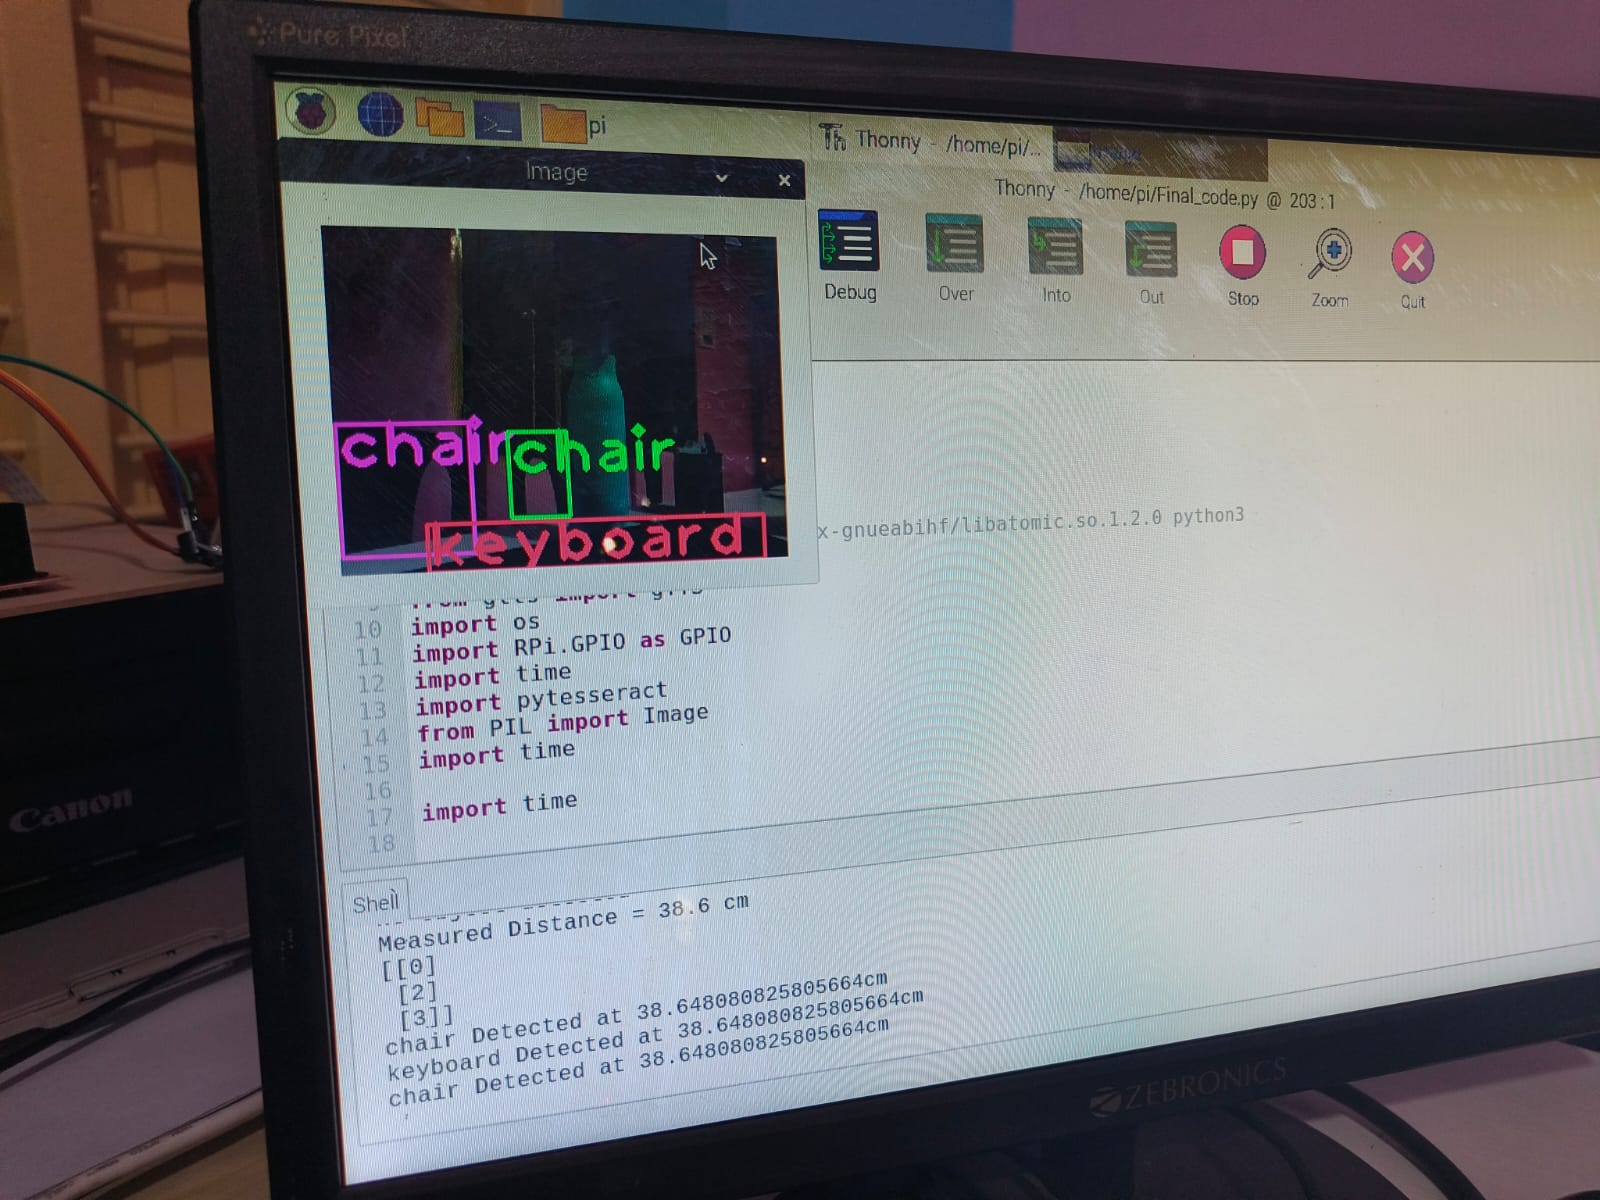 Pure Pixel
pi
Thonny - /home/pi/...
Image
Thonny - /home/pi/Final_code.py @ 203:1
Debug
Over
Into
Out
Stop
Zoom
Quit
chair
chair
keyboard
x-gnueabihf/libatomic.so.1.2.0 python3
10 import os
11 import RPi.GPIO as GPIO
12 import time
13 import pytesseract
14 from PIL import Image
15 import time
16
17 import time
18
Canon
Shell
Measured Distance = 38.6 cm
[[0]
[2]
[3]]
chair Detected at 38.648080825805664cm
keyboard Detected at 38.648080825805664cm
chair Detected at 38.648080825805664cm
ZEBRONICS